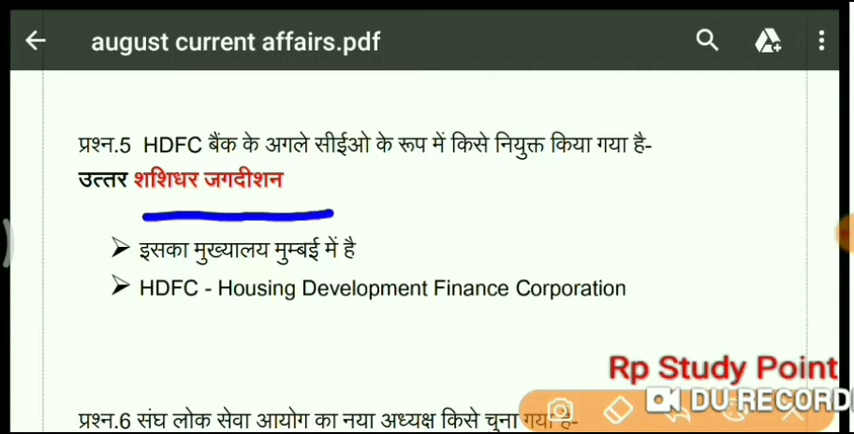 august current affairs.pdf
प्रश्न.5 HDFC बैंक के अगले सीईओ के रूप में किसे नियुक्त किया गया है-
उत्तर शशिधर जगदीशन
➤ इसका मुख्यालय मुम्बई में है
➤ HDFC - Housing Development Finance Corporation
Rp Study Point
DU RECORD
प्रश्न.6 संघ लोक सेवा आयोग का नया अध्यक्ष किसे चुना गया है-